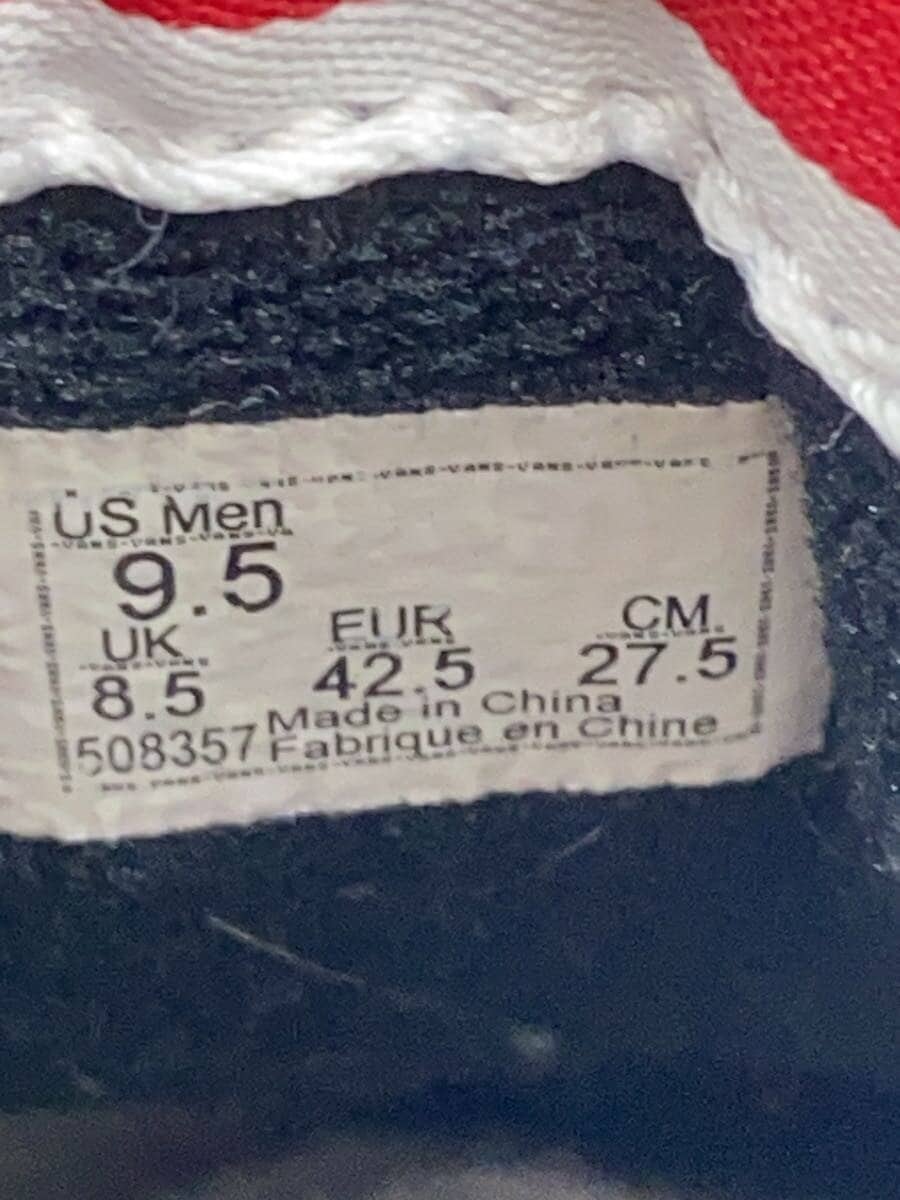 US Men
9.5
UK EUR CM
8.5 42.5 27.5
Made in China
508357 Fabrique en Chine